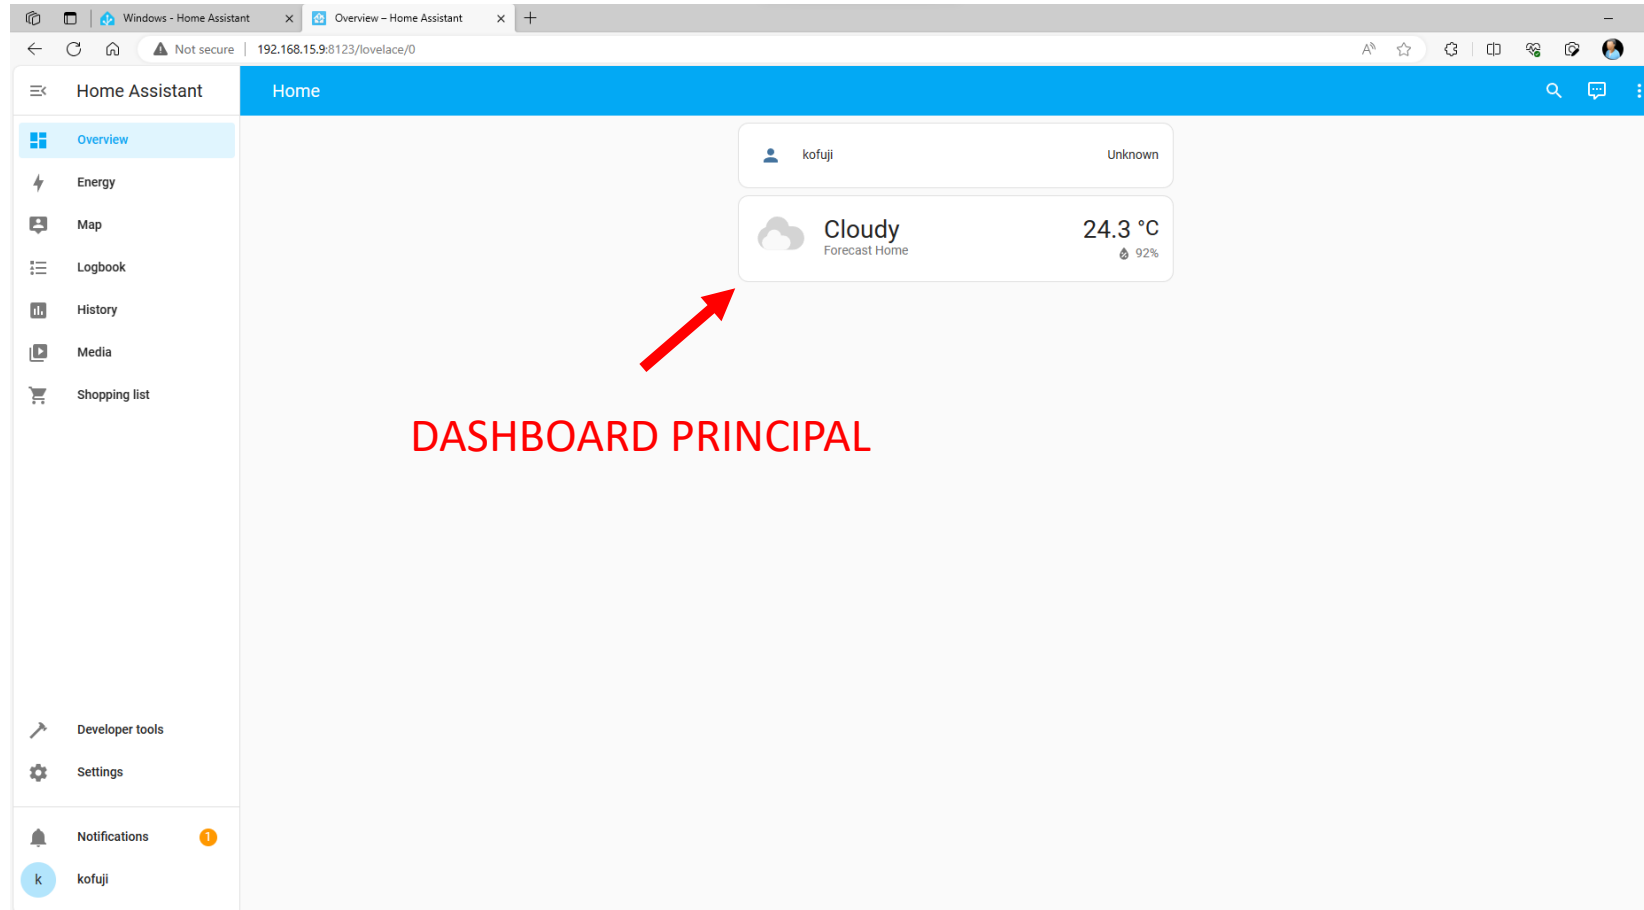 Windows - Home Assistant
Overview – Home Assistant
Not secure
192.168.15.9:8123/lovelace/0
Home Assistant
Home
Overview
Energy
Map
Logbook
History
Media
Shopping list
kofuji
Unknown
Cloudy
24.3 °C
Forecast Home
92%
DASHBOARD PRINCIPAL
Developer tools
Settings
Notifications
1
k
kofuji